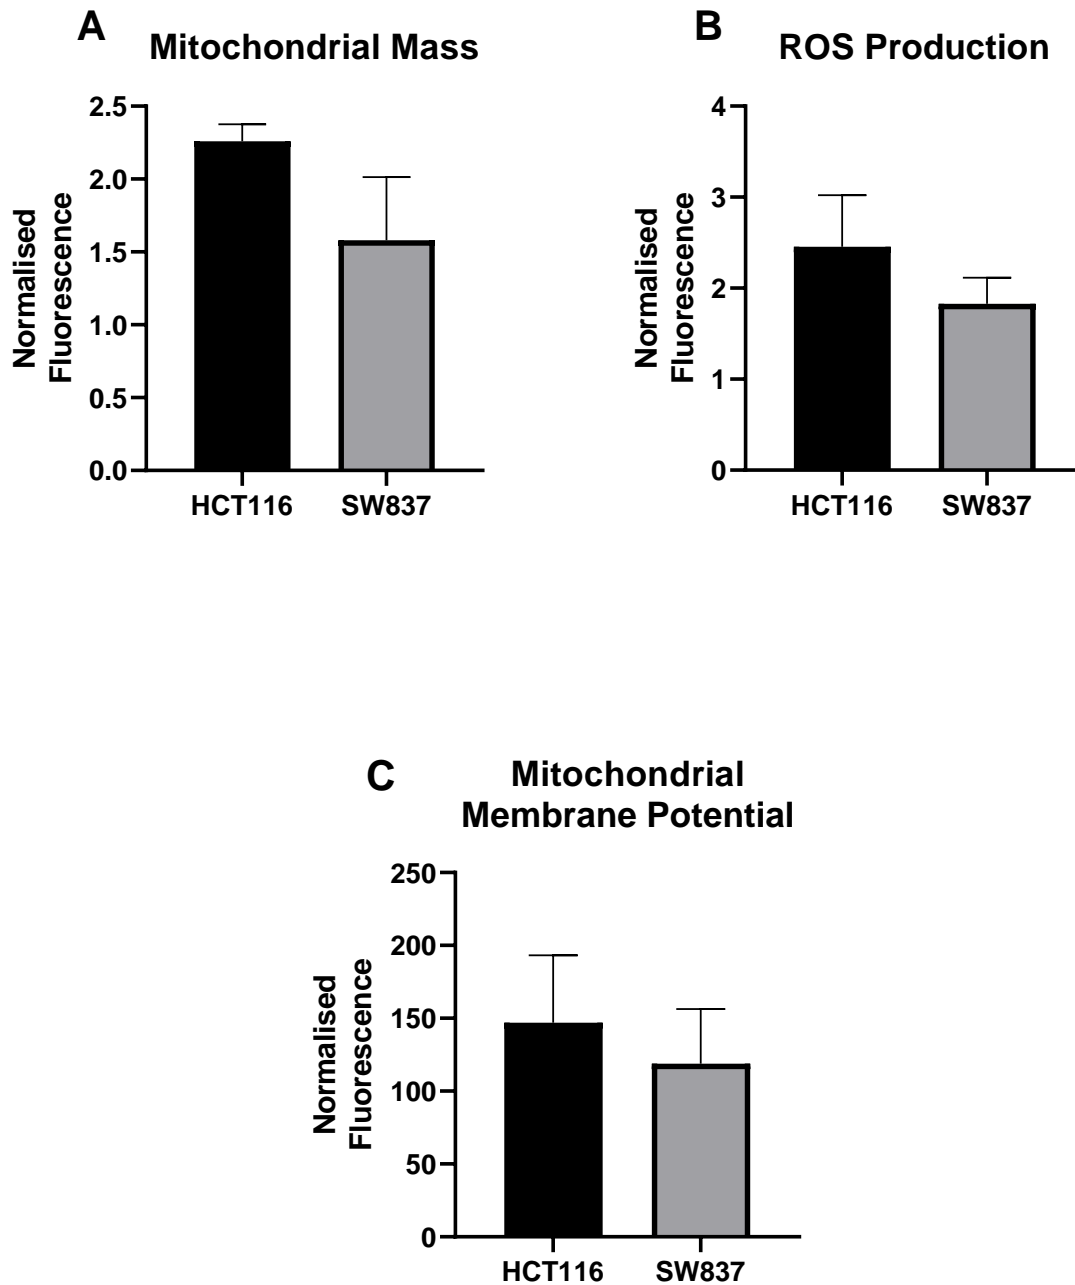 A
Mitochondrial Mass
Normalised
Fluorescence
2.5
2.0
1.5
1.0
0.5
0.0
HCT116
SW837
B
ROS Production
Normalised
Fluorescence
4
3
2
1
0
HCT116
SW837
C
Mitochondrial
Membrane Potential
Normalised
Fluorescence
250
200
150
100
50
0
HCT116
SW837